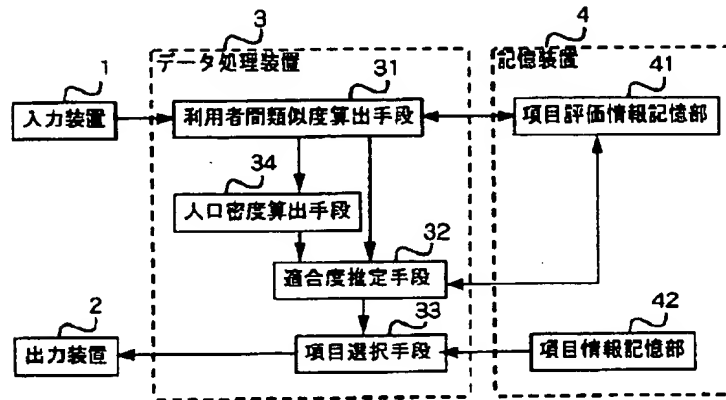 3
4
データ処理装置
記憶装置
1
31
41
入力装置
利用者間類似度算出手段
項目評価情報記憶部
34
人口密度算出手段
32
適合度推定手段
2
33
42
出力装置
項目選択手段
項目情報記憶部